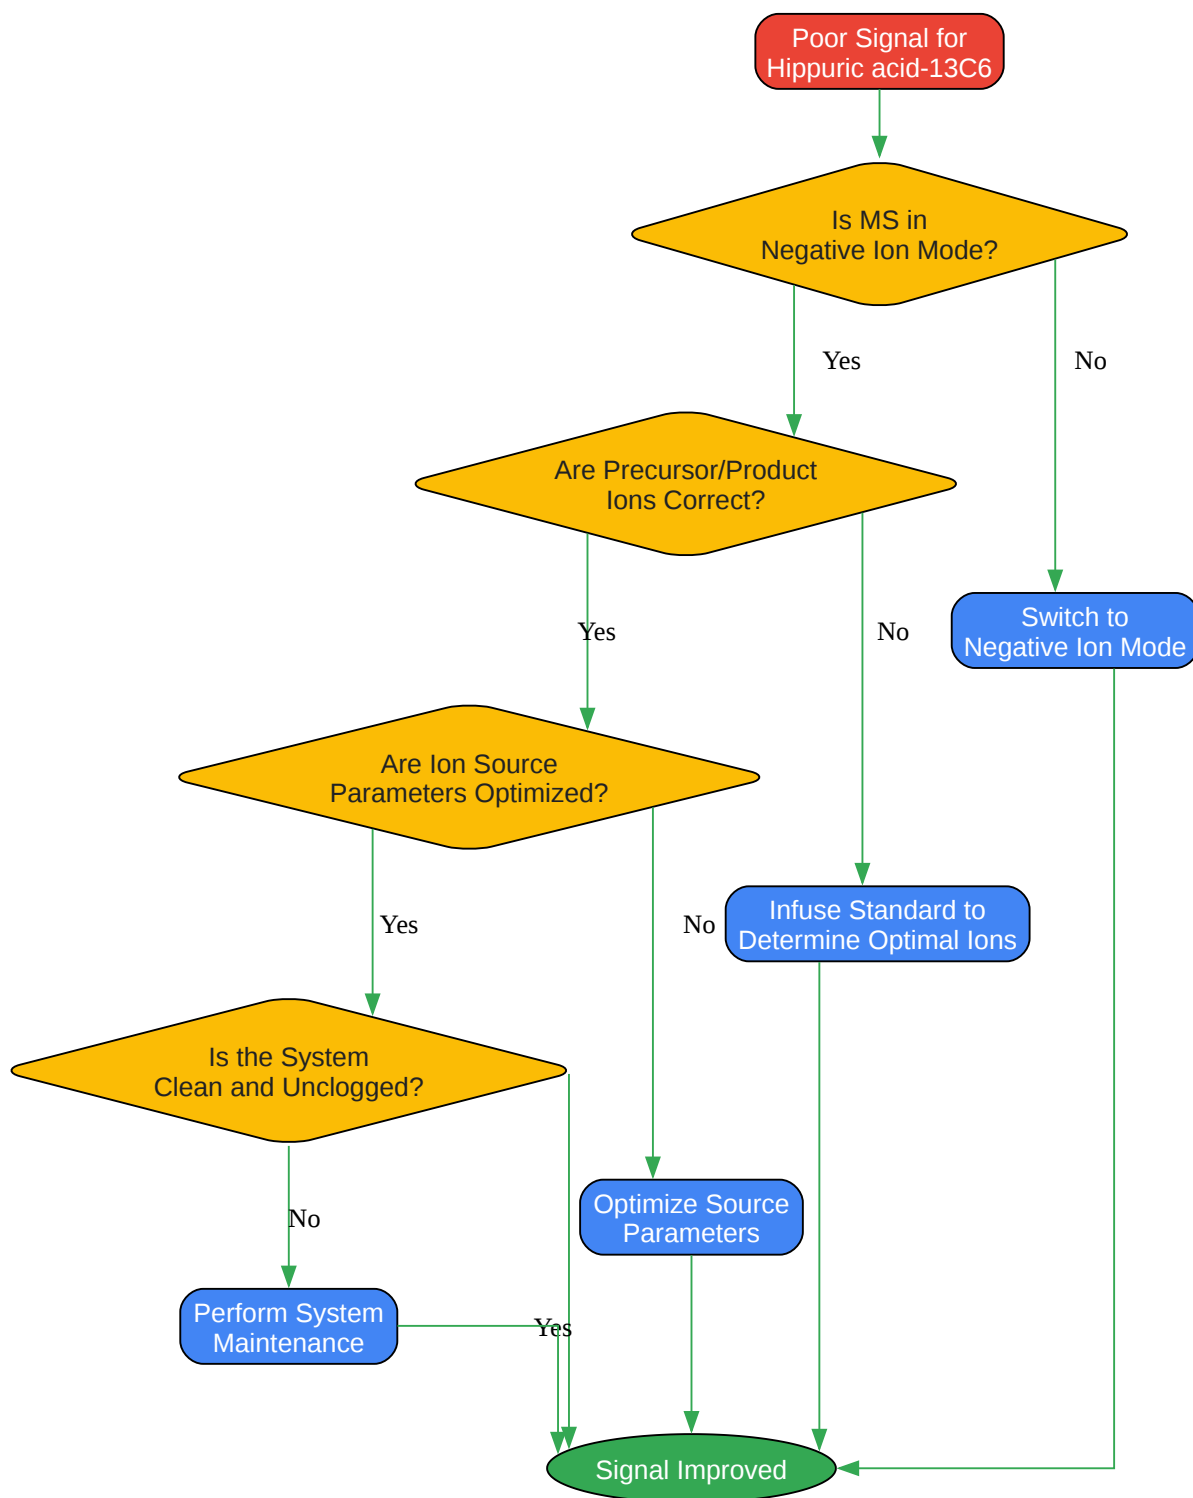 Poor Signal for
Hippuric acid-13C6
Is MS in
Negative Ion Mode?
Yes
No
Are Precursor/Product
Ions Correct?
Yes
No
Switch to
Negative Ion Mode
Are Ion Source
Parameters Optimized?
Yes
No
Infuse Standard to
Determine Optimal Ions
Is the System
Clean and Unclogged?
No
Optimize Source
Parameters
Perform System
Maintenance
Yes
Signal Improved